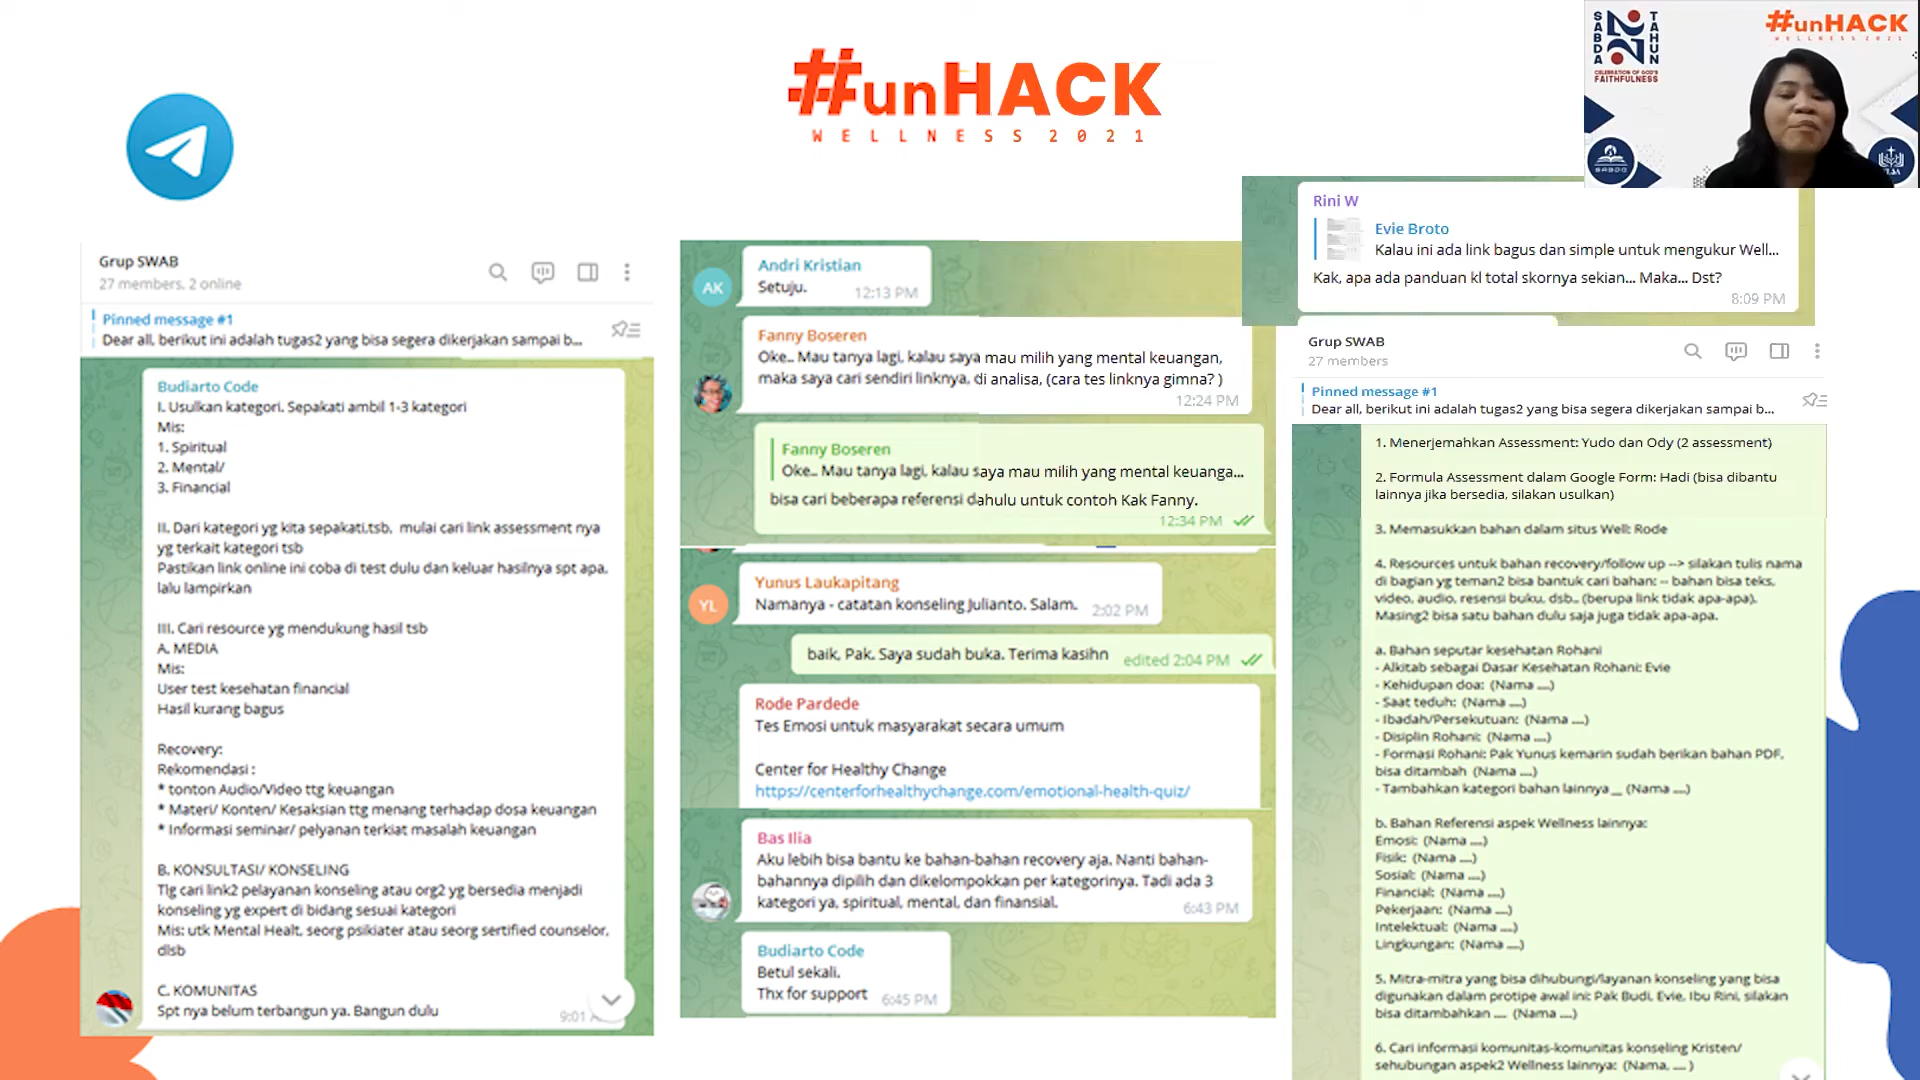 #unHACK
WELLNESS 2021
SABDA
TAHUN
CELEBRATION OF GOD'S
FAITHFULNESS
#unHACK
WELLNESS 2021
SABDA
Grup SWAB
27 members, 2 online
Pinned message #1
Dear all, berikut ini adalah tugas2 yang bisa segera dikerjakan sampai b...
Budiarto Code
I. Usulkan kategori. Sepakati ambil 1-3 kategori
Mis:
1. Spiritual
2. Mental/
3. Financial
II. Dari kategori yg kita sepakati.tsb, mulai cari link assessment nya
yg terkait kategori tsb
Pastikan link online ini coba di test dulu dan keluar hasilnya spt apa,
lalu lampirkan
III. Cari resource yg mendukung hasil tsb
A. MEDIA
Mis:
User test kesehatan financial
Hasil kurang bagus
Recovery:
Rekomendasi :
* tonton Audio/Video ttg keuangan
* Materi/ Konten/ Kesaksian ttg menang terhadap dosa keuangan
* Informasi seminar/ pelyanan terkiat masalah keuangan
B. KONSULTASI/ KONSELING
Tlg cari link2 pelayanan konseling atau org2 yg bersedia menjadi
konseling yg expert di bidang sesuai kategori
Mis: utk Mental Healt, seorg psikiater atau seorg sertified counselor,
dlsb
C. KOMUNITAS
Spt nya belum terbangun ya. Bangun dulu
9:01
AK
Andri Kristian
Setuju.
12:13 PM
Fanny Boseren
Oke.. Mau tanya lagi, kalau saya mau milih yang mental keuangan,
maka saya cari sendiri linknya, di analisa, (cara tes linknya gimna? )
12:24 PM
Fanny Boseren
Oke.. Mau tanya lagi, kalau saya mau milih yang mental keuanga...
bisa cari beberapa referensi dahulu untuk contoh Kak Fanny.
12:34 PM
YL
Yunus Laukapitang
Namanya - catatan konseling Julianto. Salam.
2:02 PM
baik, Pak. Saya sudah buka. Terima kasihn
edited 2:04 PM
Rode Pardede
Tes Emosi untuk masyarakat secara umum
Center for Healthy Change
https://centerforhealthychange.com/emotional-health-quiz/
Bas Ilia
Aku lebih bisa bantu ke bahan-bahan recovery aja. Nanti bahan-
bahannya dipilih dan dikelompokkan per kategorinya. Tadi ada 3
kategori ya, spiritual, mental, dan finansial.
6:43 PM
Budiarto Code
Betul sekali.
Thx for support
6:45 PM
Rini W
Evie Broto
Kalau ini ada link bagus dan simple untuk mengukur Well...
Kak, apa ada panduan kl total skornya sekian... Maka... Dst?
8:09 PM
Grup SWAB
27 members
Pinned message #1
Dear all, berikut ini adalah tugas2 yang bisa segera dikerjakan sampai b...
1. Menerjemahkan Assessment: Yudo dan Ody (2 assessment)
2. Formula Assessment dalam Google Form: Hadi (bisa dibantu
lainnya jika bersedia, silakan usulkan)
3. Memasukkan bahan dalam situs Well: Rode
4. Resources untuk bahan recovery/follow up --> silakan tulis nama
di bagian yg teman2 bisa bantuk cari bahan: -- bahan bisa teks,
video, audio, resensi buku, dsb.. (berupa link tidak apa-apa).
Masing2 bisa satu bahan dulu saja juga tidak apa-apa.
a. Bahan seputar kesehatan Rohani
- Alkitab sebagai Dasar Kesehatan Rohani: Evie
- Kehidupan doa: (Nama ....)
- Saat teduh: (Nama ....)
- Ibadah/Persekutuan: (Nama ....)
- Disiplin Rohani: (Nama ....)
- Formasi Rohani: Pak Yunus kemarin sudah berikan bahan PDF,
bisa ditambah (Nama ....)
- Tambahkan kategori bahan lainnya __ (Nama ....)
b. Bahan Referensi aspek Wellness lainnya:
Emosi: (Nama ....)
Fisik: (Nama ....)
Sosial: (Nama ....)
Financial: (Nama ....)
Pekerjaan: (Nama ....)
Intelektual: (Nama ....)
Lingkungan: (Nama ....)
5. Mitra-mitra yang bisa dihubungi/layanan konseling yang bisa
digunakan dalam protipe awal ini: Pak Budi, Evie, Ibu Rini, silakan
bisa ditambahkan .... (Nama ....)
6. Cari informasi komunitas-komunitas konseling Kristen/
sehubungan aspek2 Wellness lainnya: (Nama, .... )